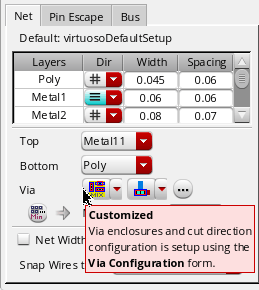 Net Pin Escape Bus
Default: virtuosoDefaultSetup
Layers Dir Width Spacing
Poly 0.045 0.06
Metal1 0.06 0.06
Metal2 0.08 0.07
Top Metal11
Bottom Poly
Via MIX ...
Min
Customized
Via enclosures and cut direction
Net Width configuration is setup using the
Via Configuration form.
Snap Wires t